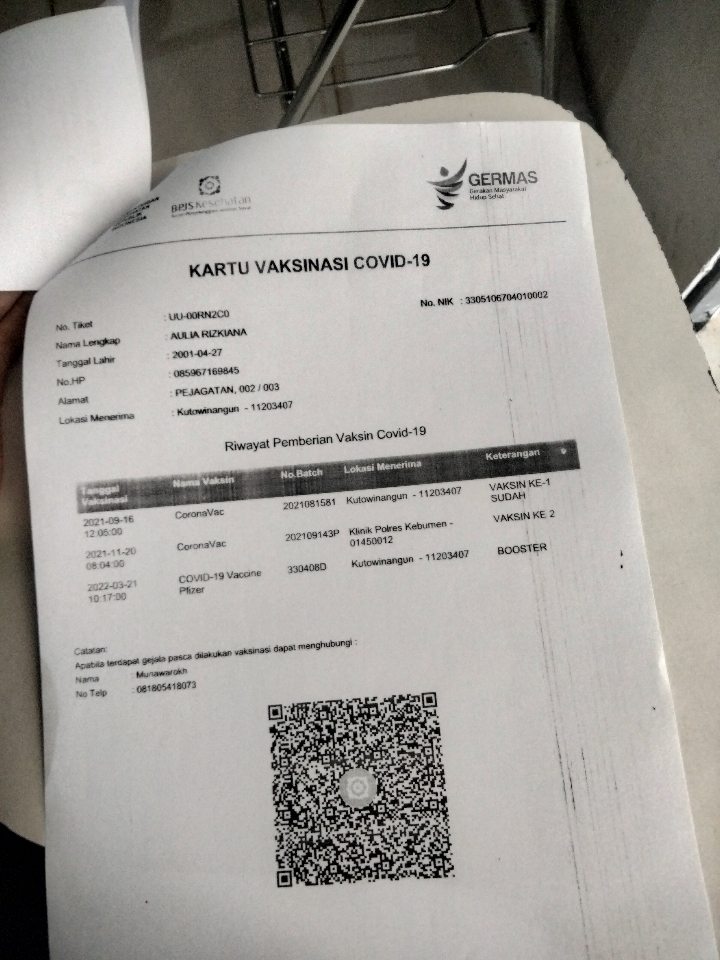 INDONESIA
BPJS Kesehatan
GERMAS
Gerakan Masyarakat
Hidup Sehat
KARTU VAKSINASI COVID-19
No. Tiket : UU-00RN2C0
No. NIK : 3305106704010002
Nama Lengkap : AULIA RIZKIANA
Tanggal Lahir : 2001-04-27
No.HP : 085967169845
Alamat : PEJAGATAN, 002 / 003
Lokasi Menerima : Kutowinangun - 11203407
Riwayat Pemberian Vaksin Covid-19
Tanggal Vaksinasi Nama Vaksin No.Batch Lokasi Menerima Keterangan
2021-09-16 CoronaVac 2021081581 Kutowinangun - 11203407 VAKSIN KE-1
12:05:00 SUDAH
2021-11-20 CoronaVac 202109143P Klinik Polres Kebumen - VAKSIN KE 2
08:04:00 01450012
2022-03-21 COVID-19 Vaccine 330408D Kutowinangun - 11203407 BOOSTER
10:17:00 Pfizer
Catatan:
Apabila terdapat gejala pasca dilakukan vaksinasi dapat menghubungi :
Nama : Munawarokh
No Telp : 081805418073